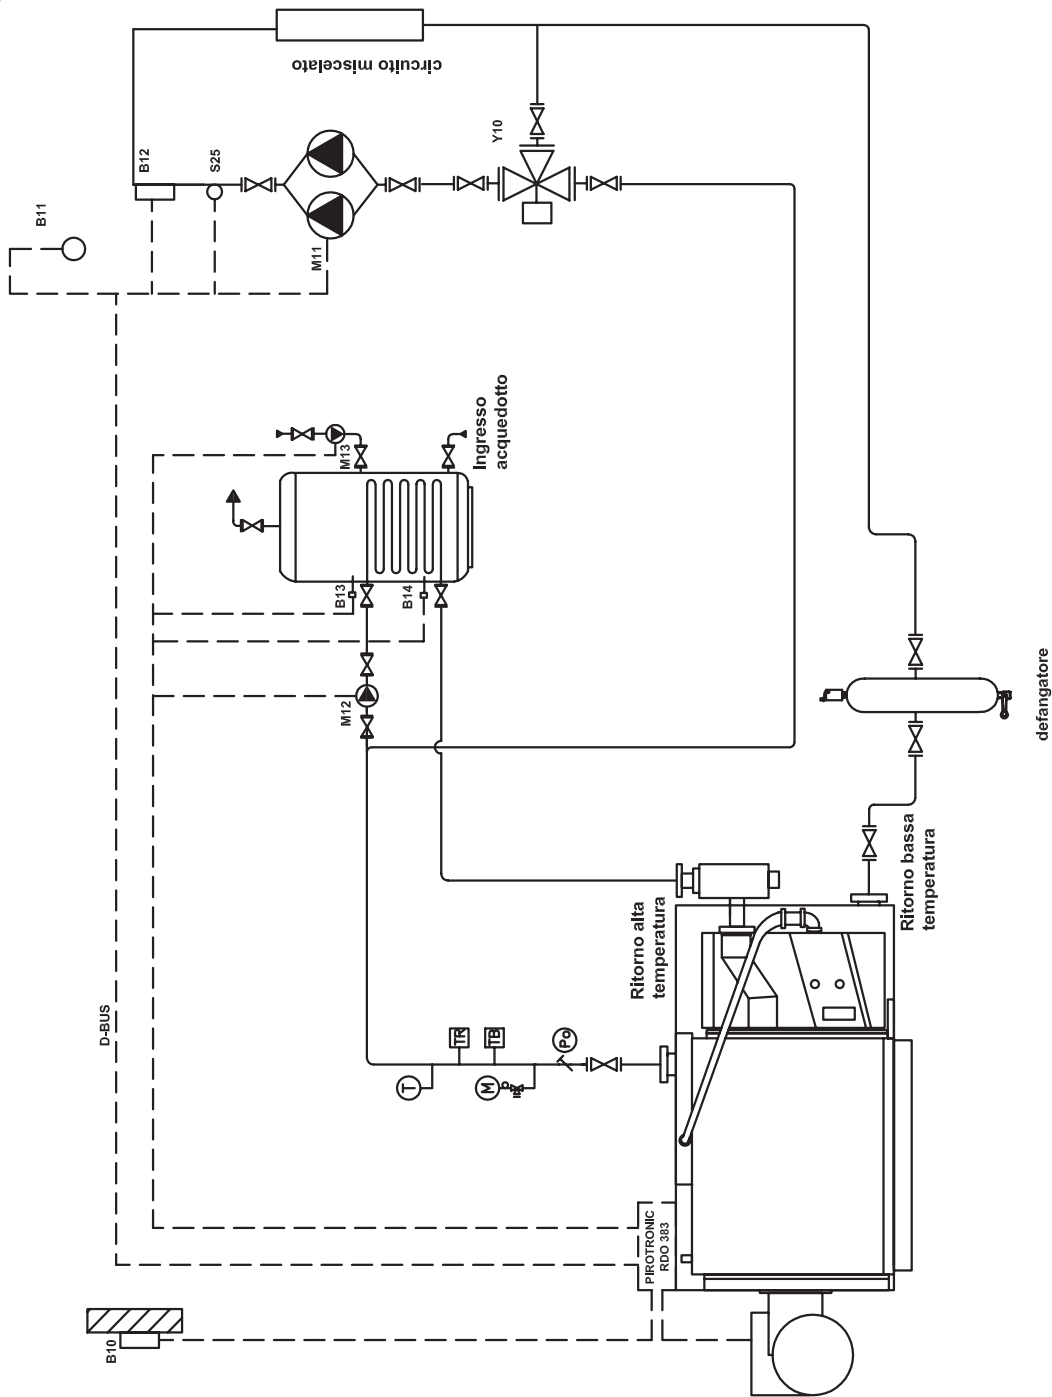 circuito miscelato
B12
S25
Y10
B11
M11
M13
Ingresso
acquedotto
B13
B14
M12
defangatore
Ritorno bassa
temperatura
Ritorno alta
temperatura
D-BUS
TR
TB
Po
T
M
PIROTRONIC
RDO 383
B10